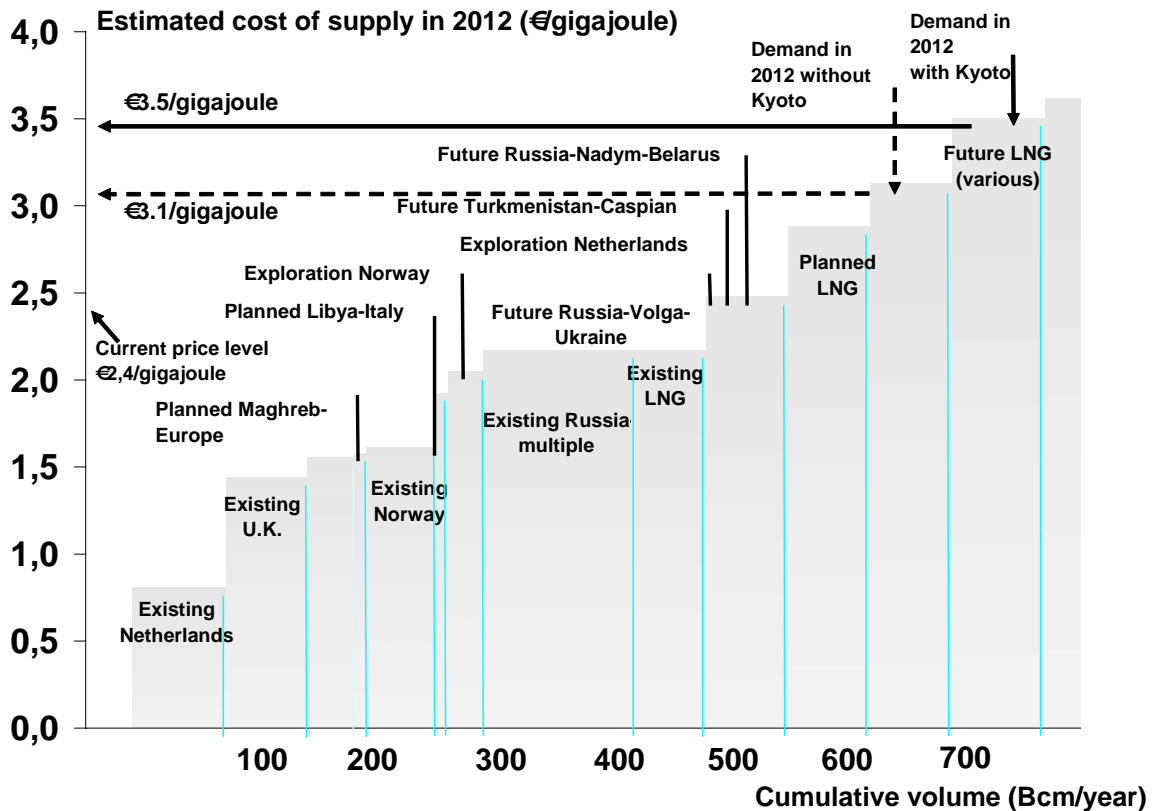 Estimated cost of supply in 2012 (€/gigajoule)
4,0
3,5
3,0
2,5
2,0
1,5
1,0
0,5
0,0
Demand in
2012 without
Kyoto
Demand in
2012
with Kyoto
€3.5/gigajoule
€3.1/gigajoule
Future Russia-Nadym-Belarus
Future LNG
(various)
Future Turkmenistan-Caspian
Exploration Netherlands
Exploration Norway
Planned Libya-Italy
Planned
LNG
Future Russia-Volga-
Ukraine
Current price level
€2,4/gigajoule
Existing
LNG
Planned Maghreb-
Europe
Existing Russia-
multiple
Existing
Norway
Existing
U.K.
Existing
Netherlands
100
200
300
400
500
600
700
Cumulative volume (Bcm/year)